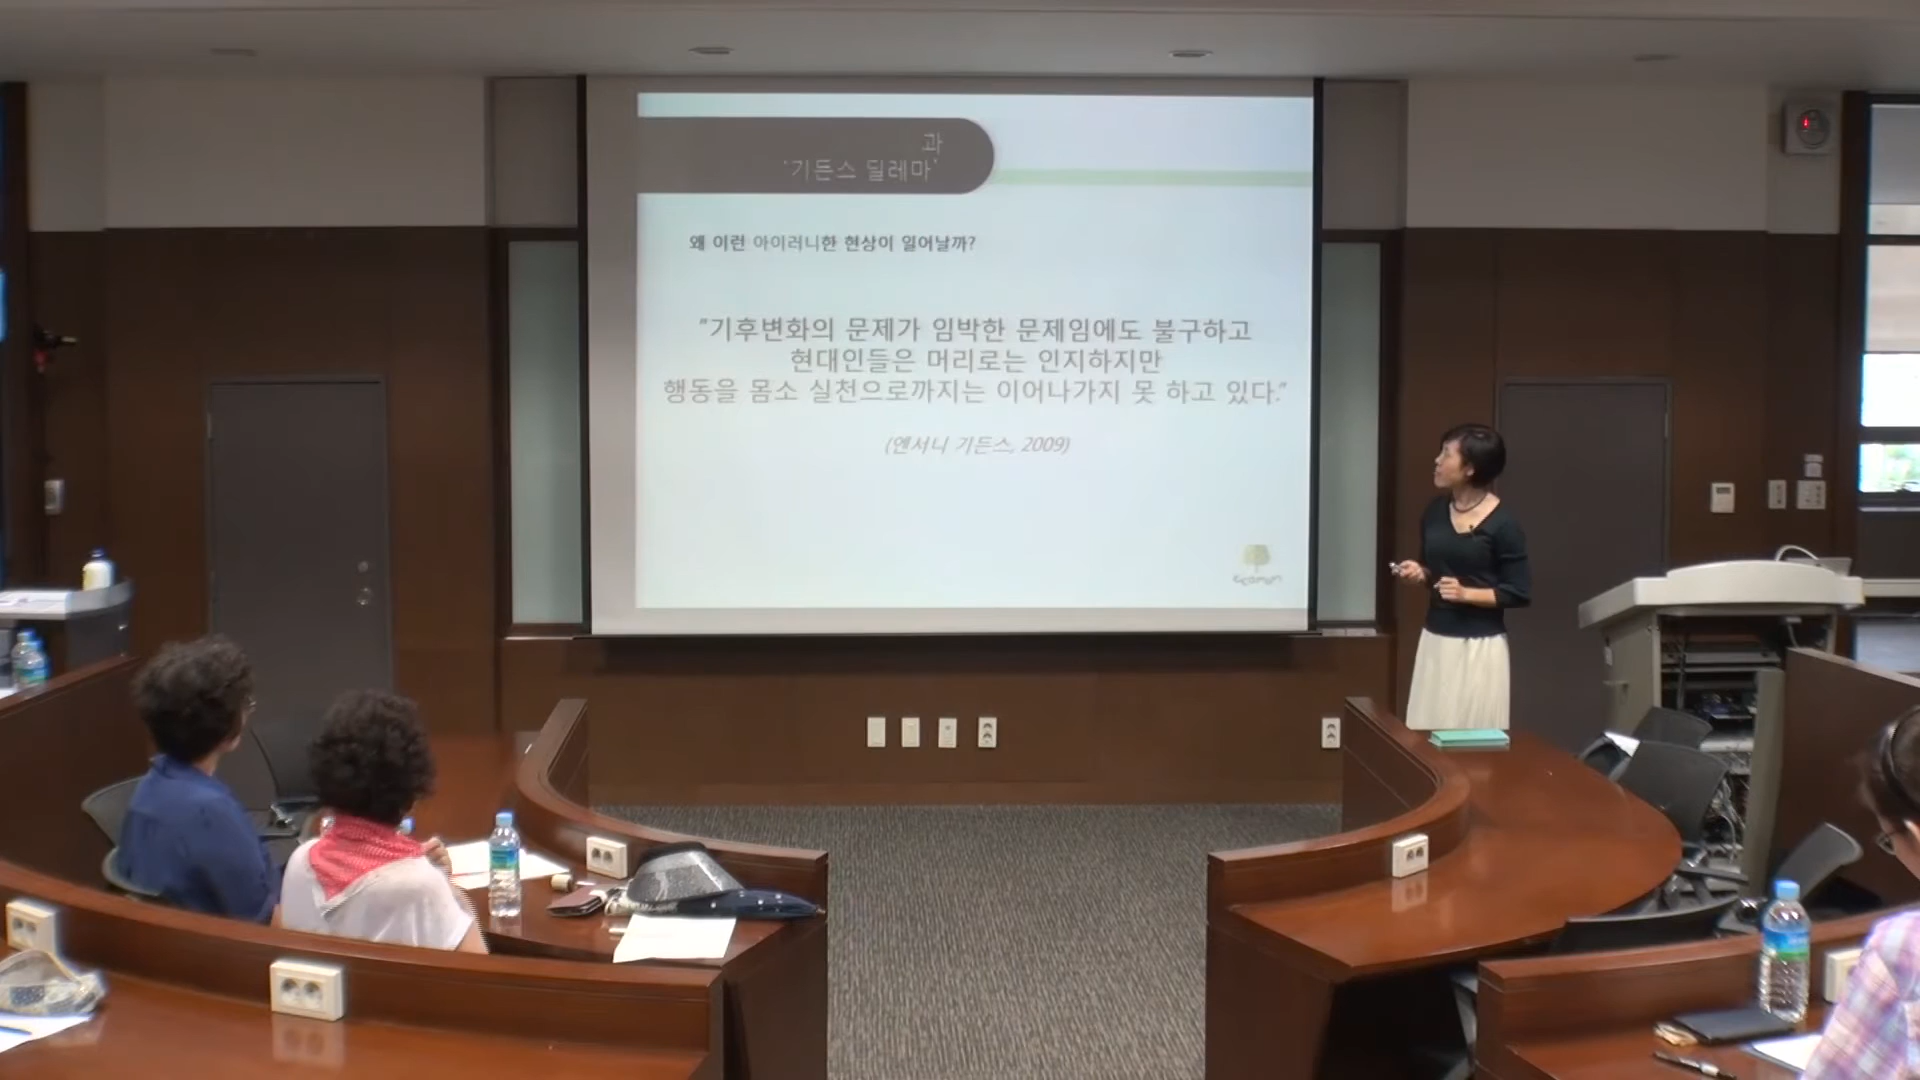 과
'기든스 딜레마'
왜 이런 아이러니한 현상이 일어날까?
"기후변화의 문제가 임박한 문제임에도 불구하고
현대인들은 머리로는 인지하지만
행동을 몸소 실천으로까지는 이어나가지 못 하고 있다."
(앤서니 기든스, 2009)